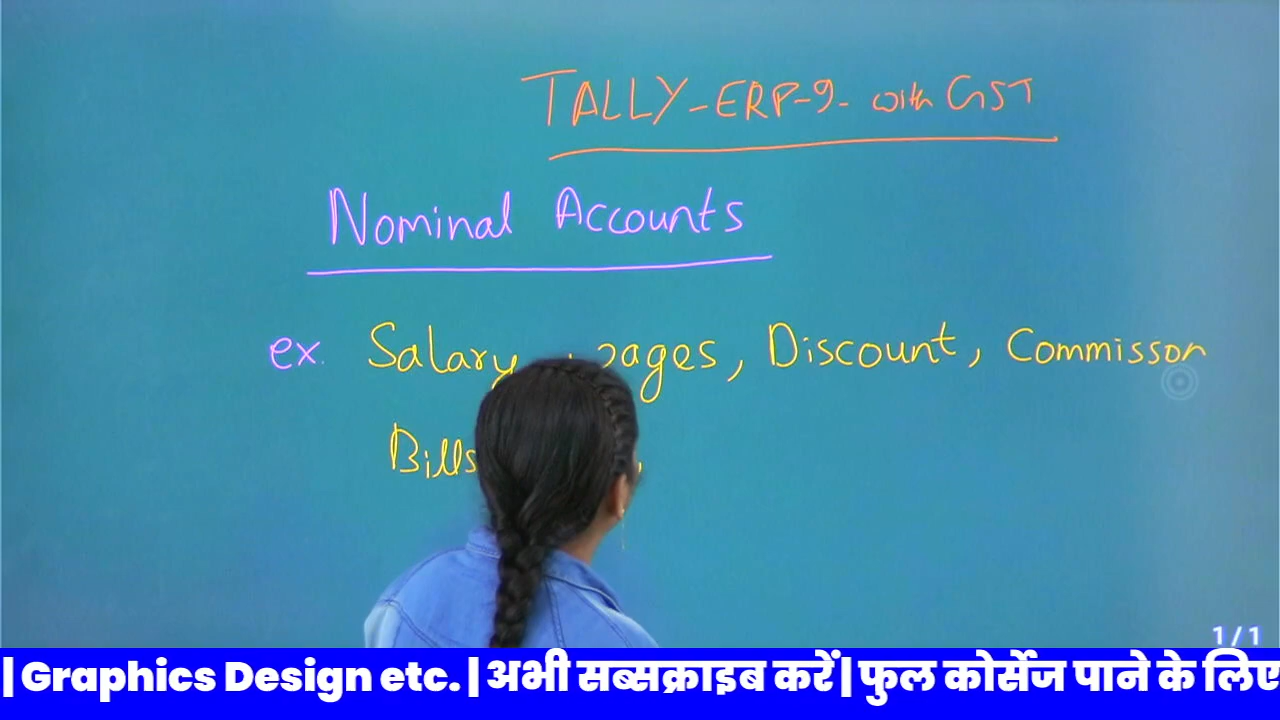 TALLY-ERP-9- with GST
Nominal Accounts
ex. Salary, Discount, Commisson
Bills
1/1
| Graphics Design etc. | अभी सब्सक्राइब करें | फुल कोर्सेज पाने के लिए